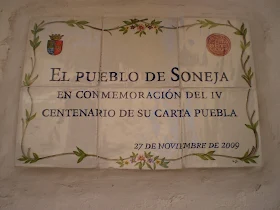 EL PUEBLO DE SONEJA
EN CONMEMORACIÓN DEL IV
CENTENARIO DE SU CARTA PUEBLA
27 DE NOVIEMBRE DE 2009